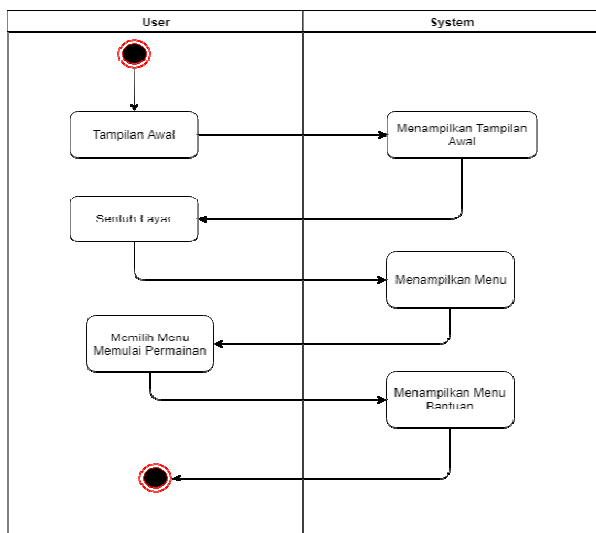 User
System
Tampilan Awal
Menampilkan Tampilan
Awal
Sentuh Layar
Menampilkan Menu
Memilih Menu
Memulai Permainan
Menampilkan Menu
Bantuan